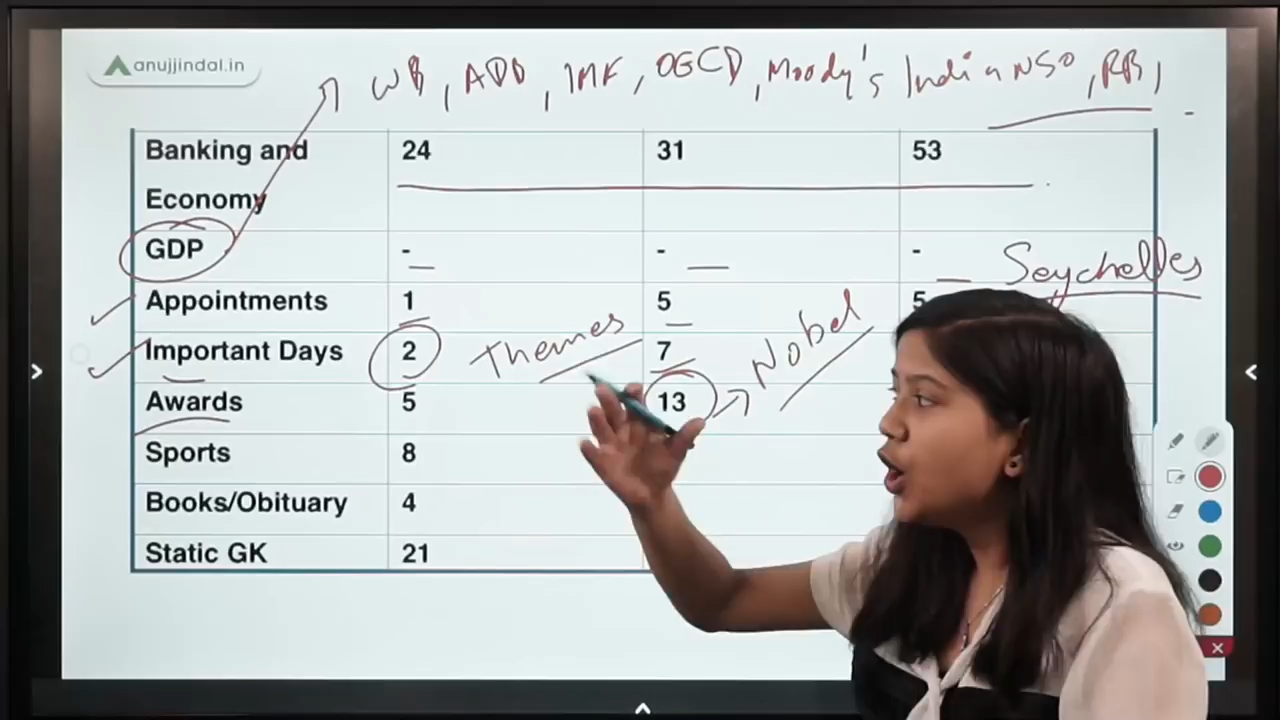 anujjindal.in
WB, ADB, IMF, OECD, Moody's India NSO, RBI,
Banking and Economy 24 31 53
GDP - - - Seychelles
Appointments 1 5 5
Important Days 2 Themes 7 Nobel
Awards 5 13
Sports 8
Books/Obituary 4
Static GK 21